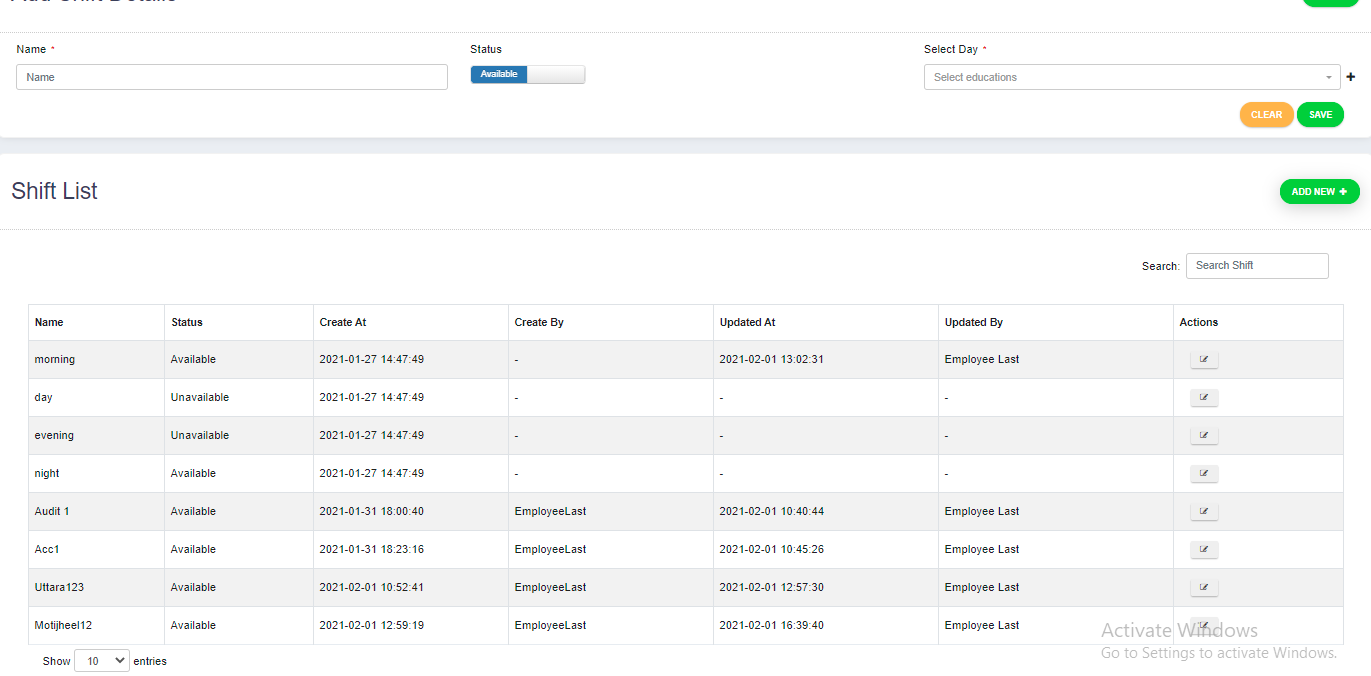 Add Shift Details
Name * Status Select Day *
Name Available Select educations
CLEAR SAVE
Shift List ADD NEW
Search: Search Shift
Name Status Create At Create By Updated At Updated By Actions
morning Available 2021-01-27 14:47:49 - 2021-02-01 13:02:31 Employee Last
day Unavailable 2021-01-27 14:47:49 - - -
evening Unavailable 2021-01-27 14:47:49 - - -
night Available 2021-01-27 14:47:49 - - -
Audit 1 Available 2021-01-31 18:00:40 EmployeeLast 2021-02-01 10:40:44 Employee Last
Acc1 Available 2021-01-31 18:23:16 EmployeeLast 2021-02-01 10:45:26 Employee Last
Uttara123 Available 2021-02-01 10:52:41 EmployeeLast 2021-02-01 12:57:30 Employee Last
Motijheel12 Available 2021-02-01 12:59:19 EmployeeLast 2021-02-01 16:39:40 Employee Last
Activate Windows
Go to Settings to activate Windows.
Show 10 entries